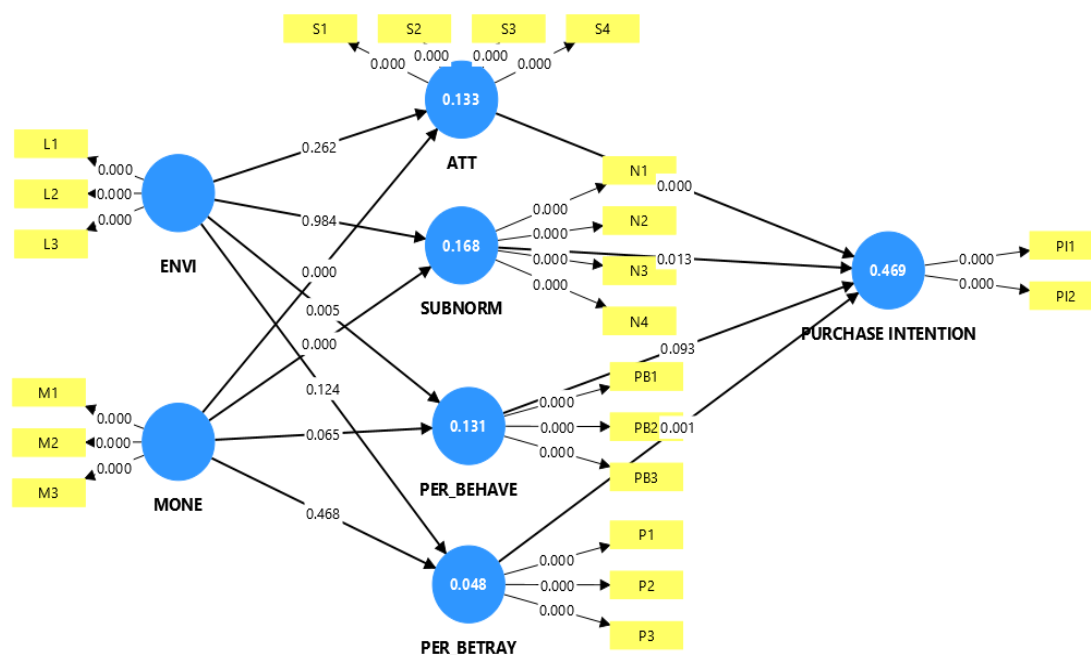 S1
S2
S3
S4
0.000
0.000
0.000
0.000
0.133
ATT
L1
L2
L3
0.000
0.000
0.000
ENVI
0.262
0.984
0.000
0.005
0.000
0.124
0.065
0.468
M1
M2
M3
0.000
0.000
0.000
MONE
0.168
SUBNORM
N1
N2
N3
N4
0.000
0.000
0.000
0.000
0.000
0.013
0.093
0.001
0.131
PER_BEHAVE
PB1
PB2
PB3
0.000
0.000
0.000
0.048
PER_BETRAY
P1
P2
P3
0.000
0.000
0.000
0.469
PURCHASE INTENTION
0.000
0.000
PI1
PI2